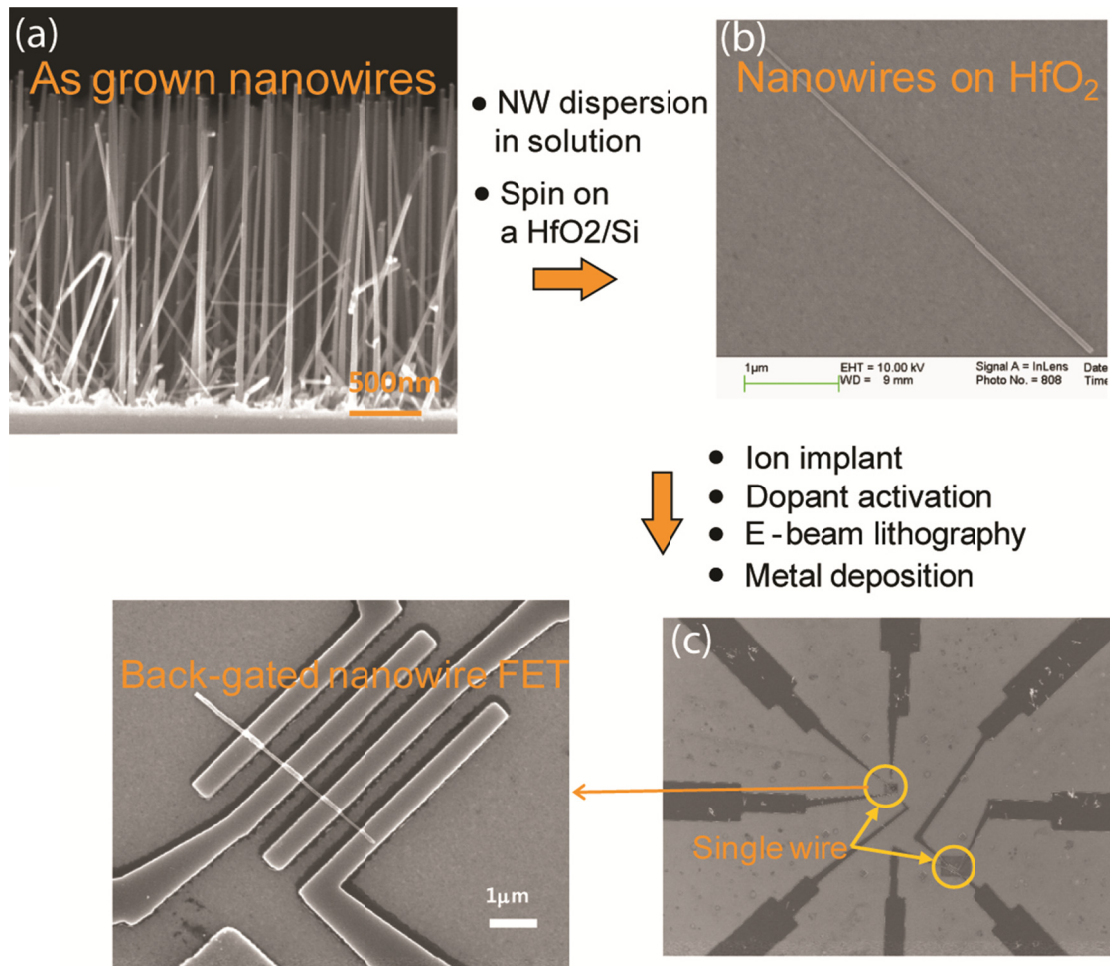 (a)
As grown nanowires
500nm
● NW dispersion
in solution
● Spin on
a HfO2/Si
(b)
Nanowires on HfO₂
1µm
EHT = 10.00 kV
WD = 9 mm
Signal A = InLens
Photo No. = 808
Date
Time
● Ion implant
● Dopant activation
● E-beam lithography
● Metal deposition
Back-gated nanowire FET
1µm
(c)
Single wire